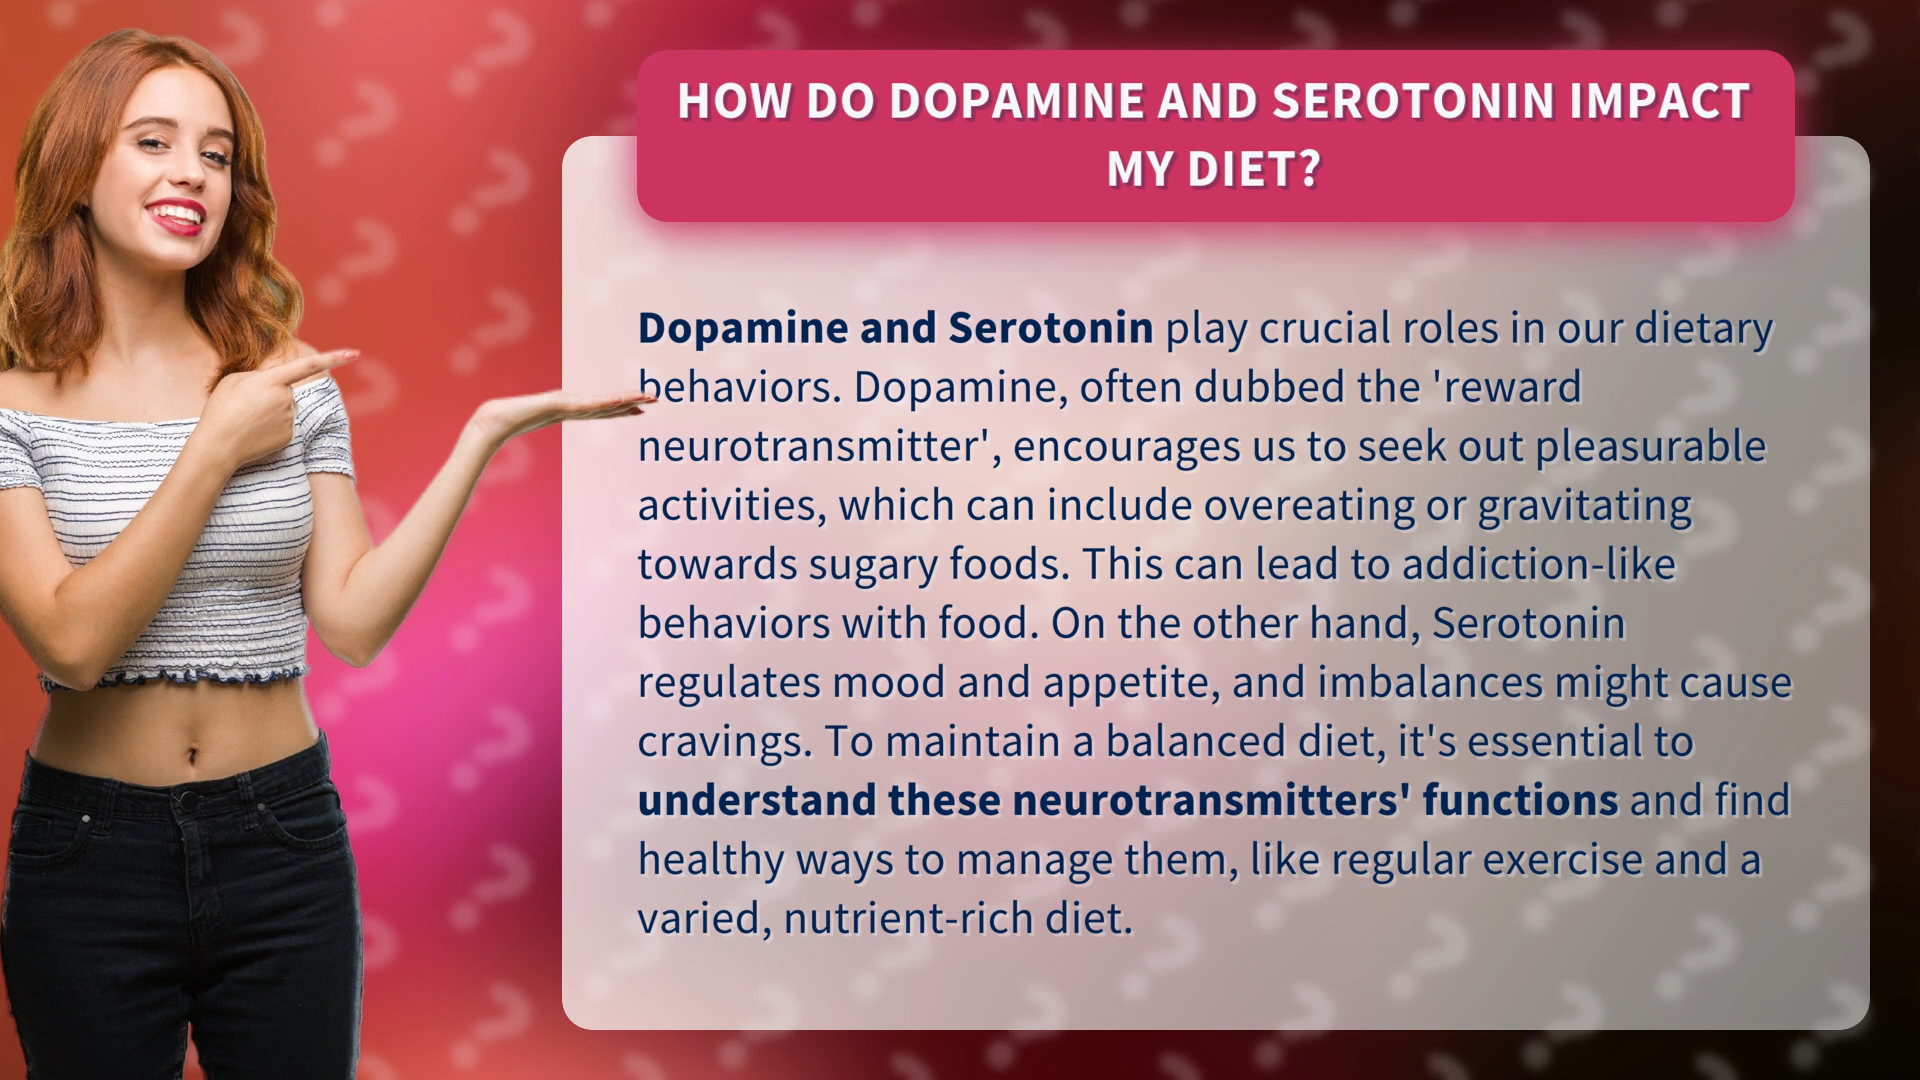 HOW DO DOPAMINE AND SEROTONIN IMPACT
MY DIET?
Dopamine and Serotonin play crucial roles in our dietary
behaviors. Dopamine, often dubbed the 'reward
neurotransmitter', encourages us to seek out pleasurable
activities, which can include overeating or gravitating
towards sugary foods. This can lead to addiction-like
behaviors with food. On the other hand, Serotonin
regulates mood and appetite, and imbalances might cause
cravings. To maintain a balanced diet, it's essential to
understand these neurotransmitters' functions and find
healthy ways to manage them, like regular exercise and a
varied, nutrient-rich diet.